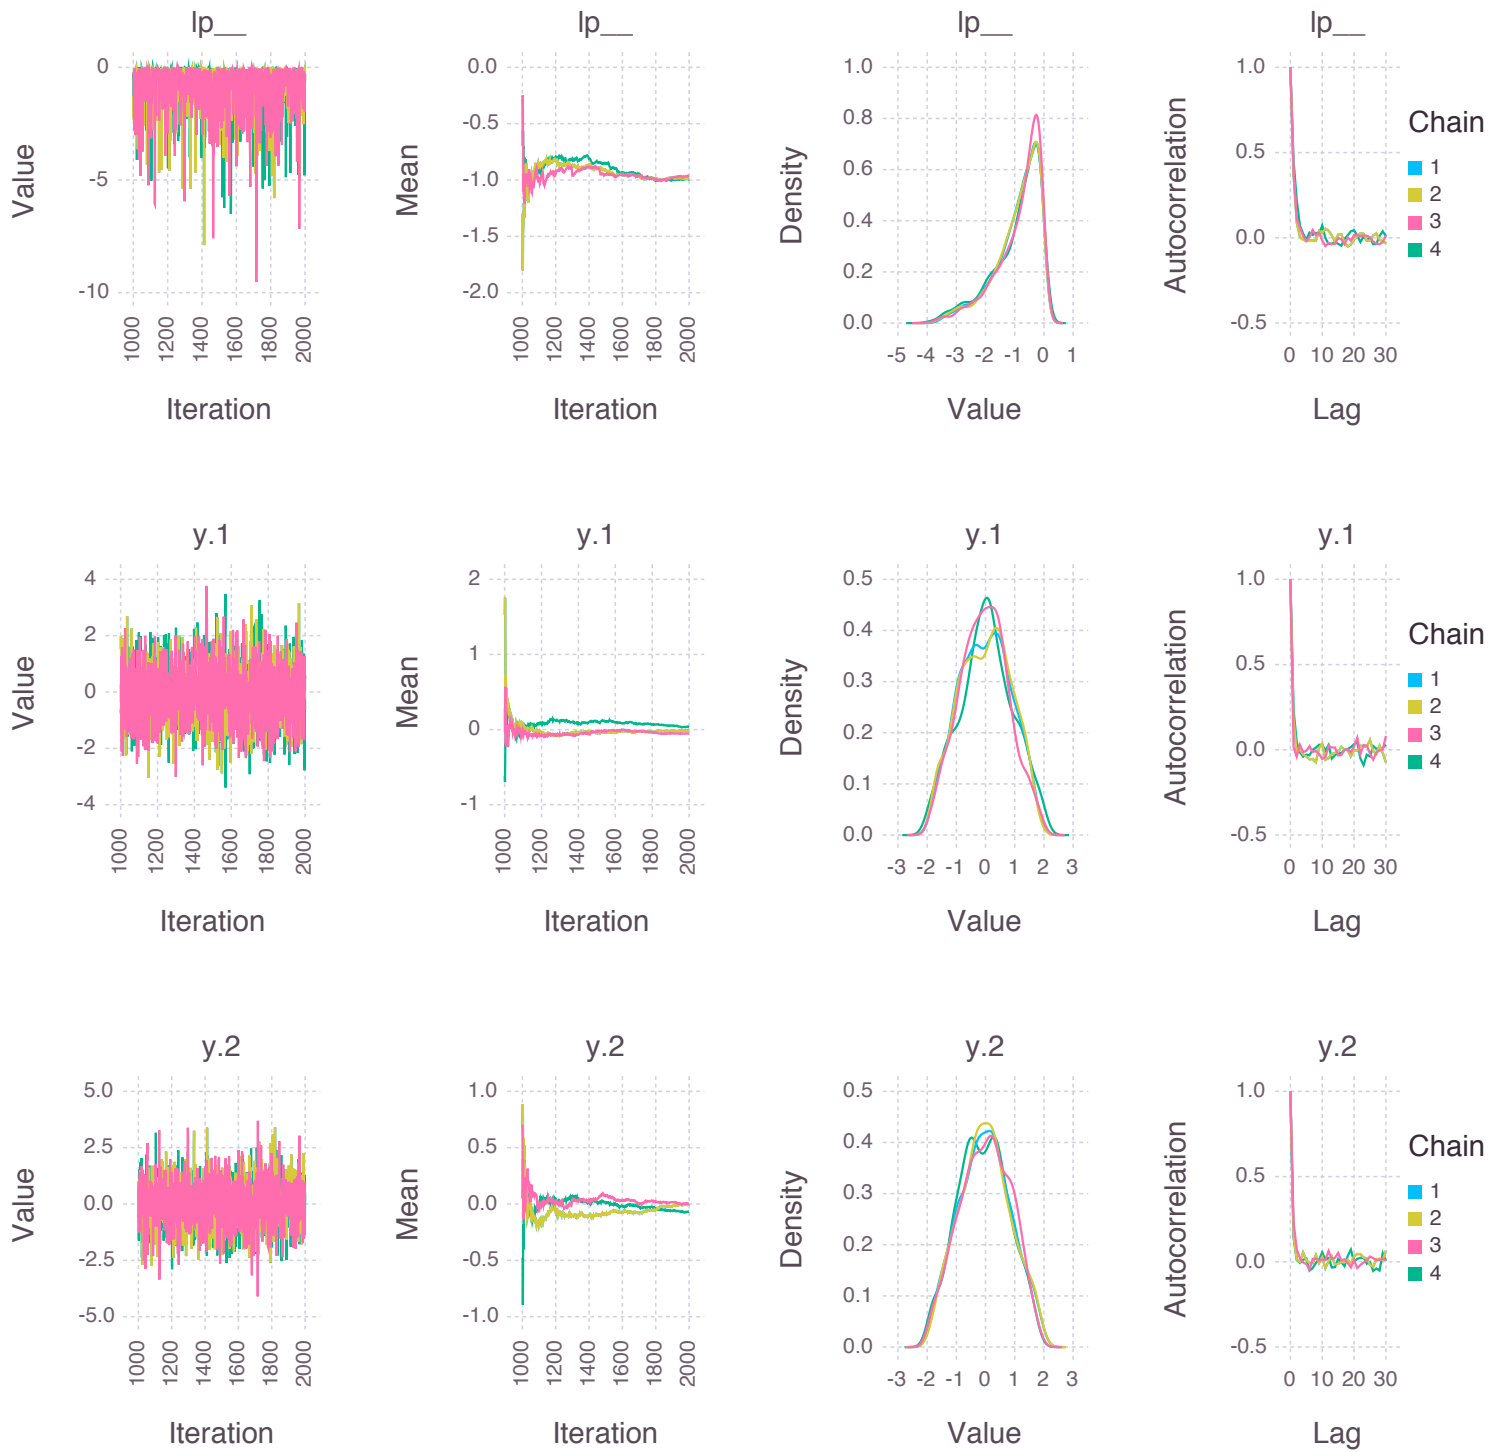 lp__
Value
0
-5
-10
1000
1200
1400
1600
1800
2000
Iteration
lp__
Mean
0.0
-0.5
-1.0
-1.5
-2.0
1000
1200
1400
1600
1800
2000
Iteration
lp__
Density
1.0
0.8
0.6
0.4
0.2
0.0
-5 -4 -3 -2 -1 0 1
Value
lp__
Autocorrelation
1.0
0.5
0.0
-0.5
0 10 20 30
Lag
Chain
1
2
3
4
y.1
Value
4
2
0
-2
-4
1000
1200
1400
1600
1800
2000
Iteration
y.1
Mean
2
1
0
-1
1000
1200
1400
1600
1800
2000
Iteration
y.1
Density
0.5
0.4
0.3
0.2
0.1
0.0
-3 -2 -1 0 1 2 3
Value
y.1
Autocorrelation
1.0
0.5
0.0
-0.5
0 10 20 30
Lag
Chain
1
2
3
4
y.2
Value
5.0
2.5
0.0
-2.5
-5.0
1000
1200
1400
1600
1800
2000
Iteration
y.2
Mean
1.0
0.5
0.0
-0.5
-1.0
1000
1200
1400
1600
1800
2000
Iteration
y.2
Density
0.5
0.4
0.3
0.2
0.1
0.0
-3 -2 -1 0 1 2 3
Value
y.2
Autocorrelation
1.0
0.5
0.0
-0.5
0 10 20 30
Lag
Chain
1
2
3
4